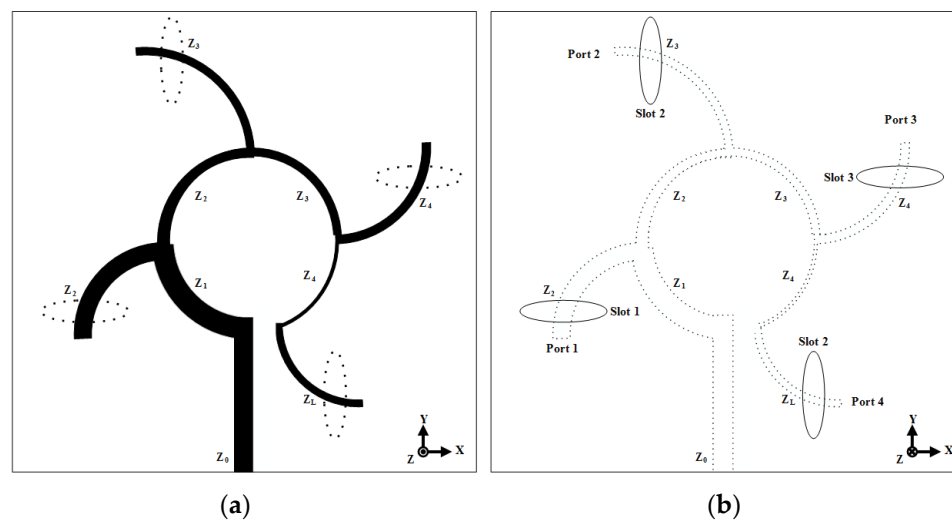 Z3
Z2
Z3
Z4
Z2
Z1
Z4
ZL
Z0
Y
Z
X
(a)
Port 2
Z3
Slot 2
Port 3
Slot 3
Z2
Z3
Z4
Z2
Z1
Z4
Slot 1
Port 1
Slot 2
ZL
Port 4
Z0
Y
Z
X
(b)